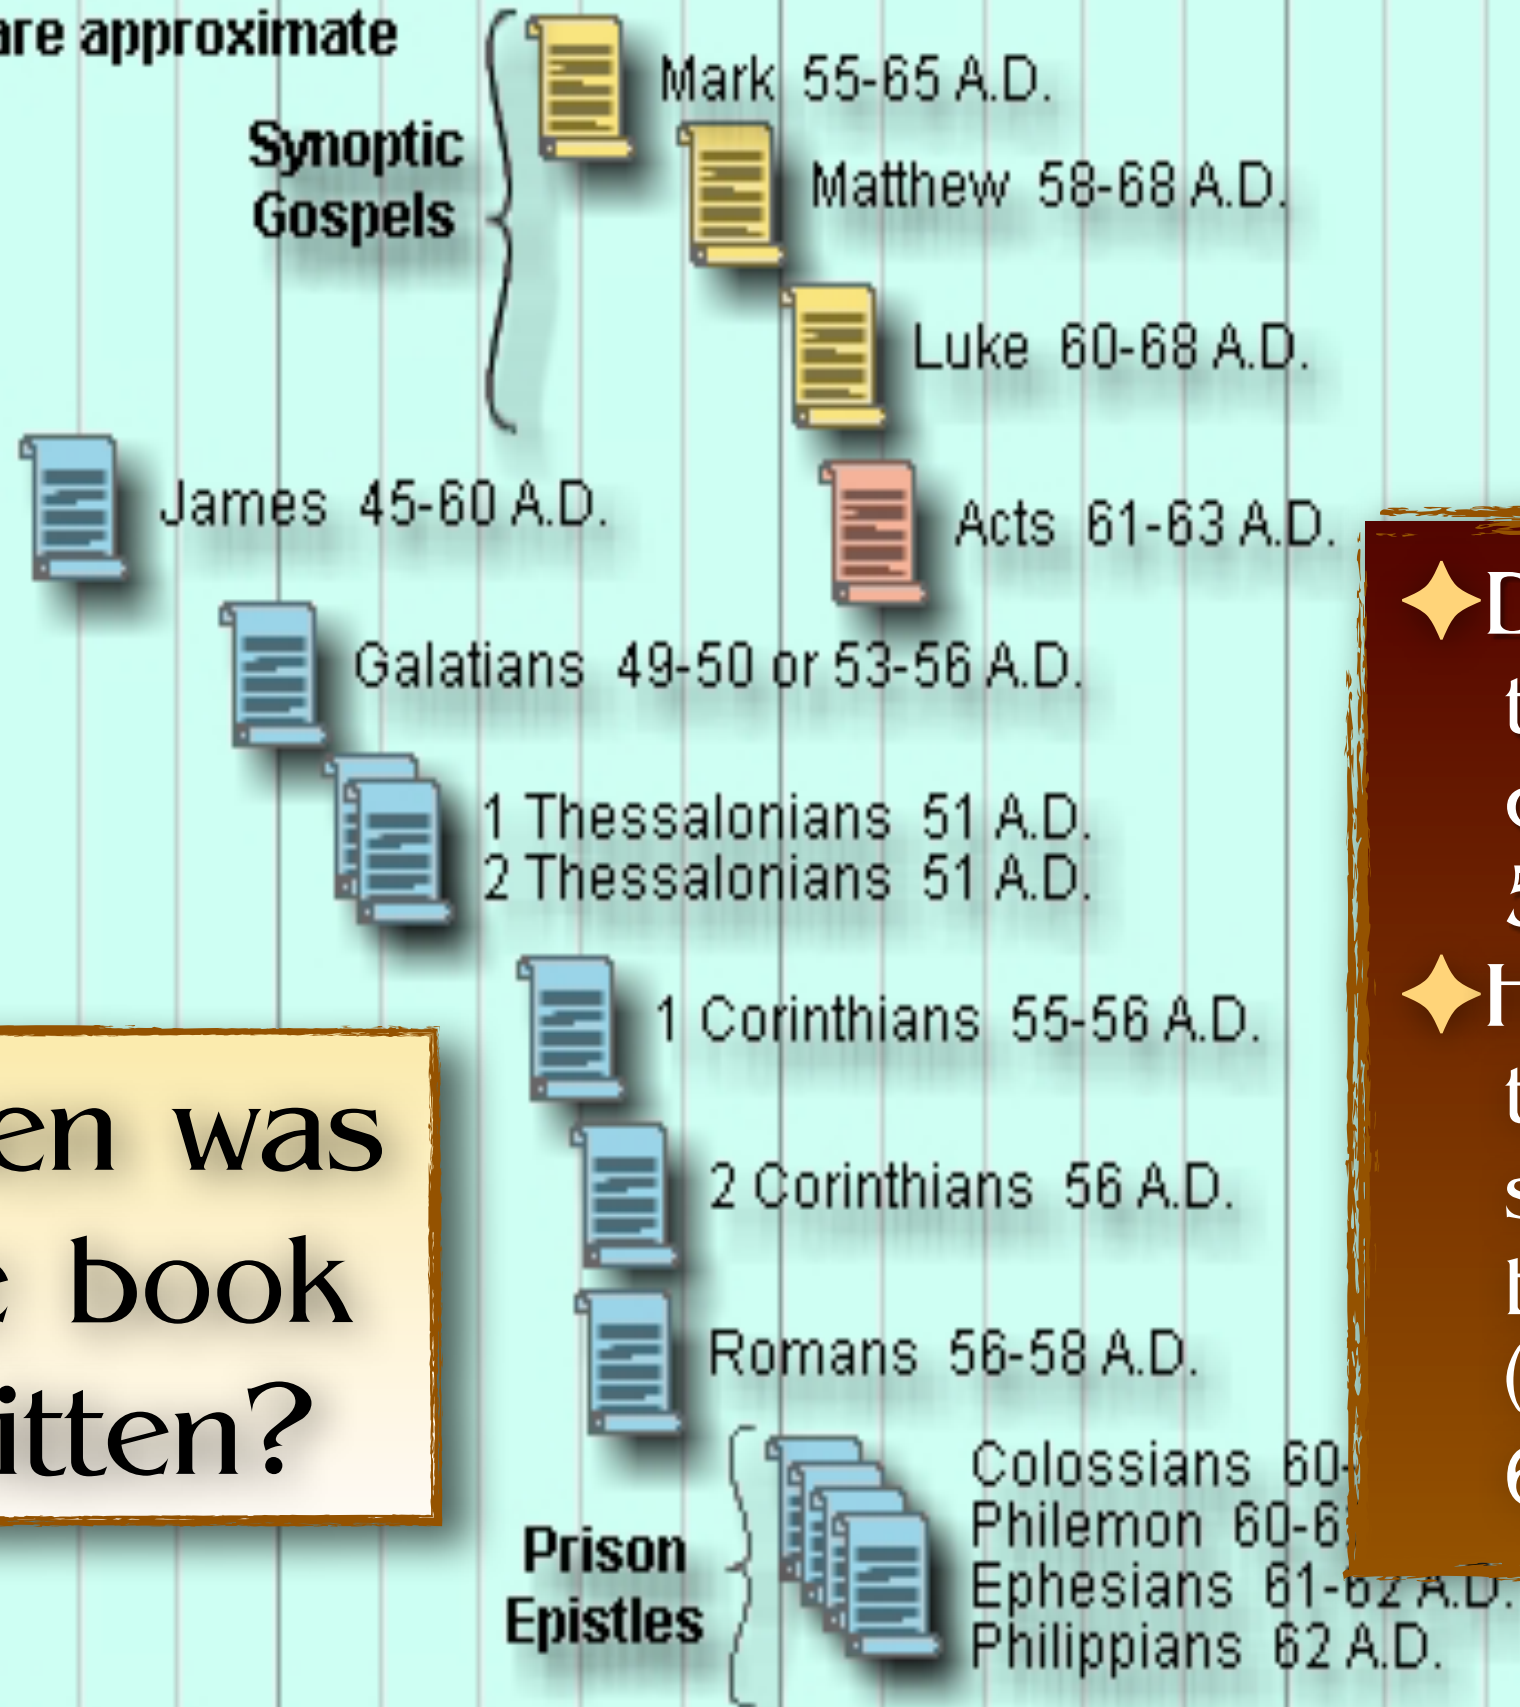 are approximate
Synoptic
Gospels
Mark 55-65 A.D.
Matthew 58-68 A.D.
Luke 60-68 A.D.
James 45-60 A.D.
Acts 61-63 A.D.
Galatians 49-50 or 53-56 A.D.
1 Thessalonians 51 A.D.
2 Thessalonians 51 A.D.
1 Corinthians 55-56 A.D.
2 Corinthians 56 A.D.
Romans 56-58 A.D.
Prison
Epistles
Colossians 60-
Philemon 60-6
Ephesians 61-62 A.D.
Philippians 62 A.D.
en was
book
itten?